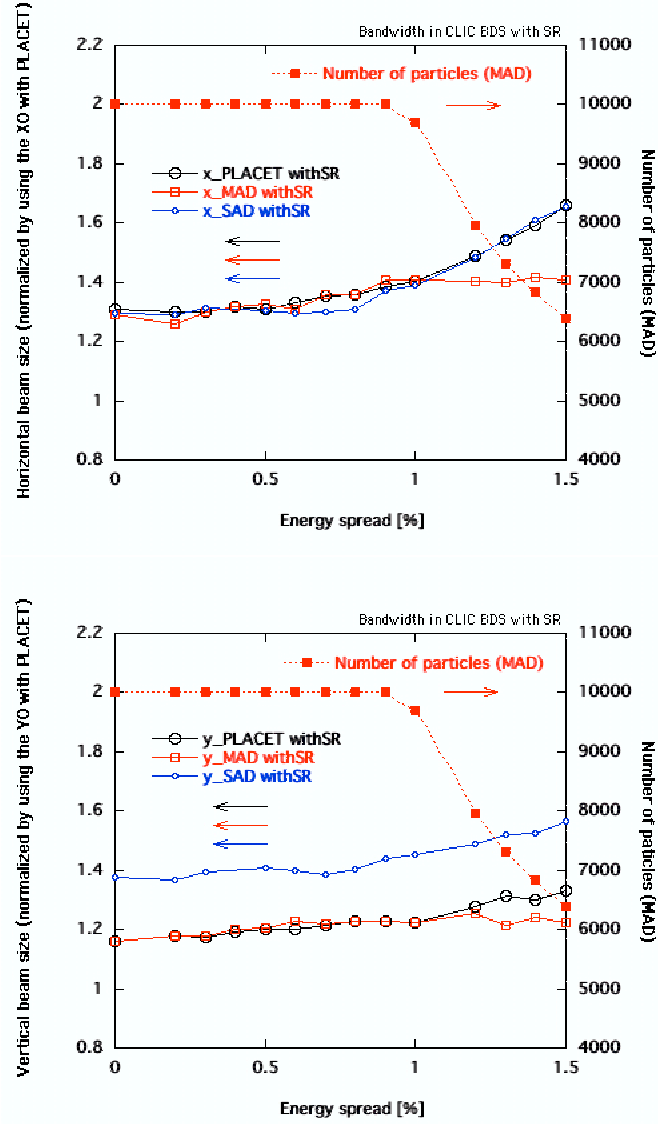 Bandwidth in CLIC BDS with SR
2.2
2
1.8
1.6
1.4
1.2
1
0.8
11000
10000
9000
8000
7000
6000
5000
4000
Number of particles (MAD)
x_PLACET withSR
x_MAD withSR
x_SAD withSR
0
0.5
1
1.5
Energy spread [%]
Horizontal beam size (normalized by using the X0 with PLACET)
Number of particles (MAD)
Bandwidth in CLIC BDS with SR
2.2
2
1.8
1.6
1.4
1.2
1
0.8
11000
10000
9000
8000
7000
6000
5000
4000
Number of particles (MAD)
y_PLACET withSR
y_MAD withSR
y_SAD withSR
0
0.5
1
1.5
Energy spread [%]
Vertical beam size (normalized by using the Y0 with PLACET)
Number of paticles (MAD)